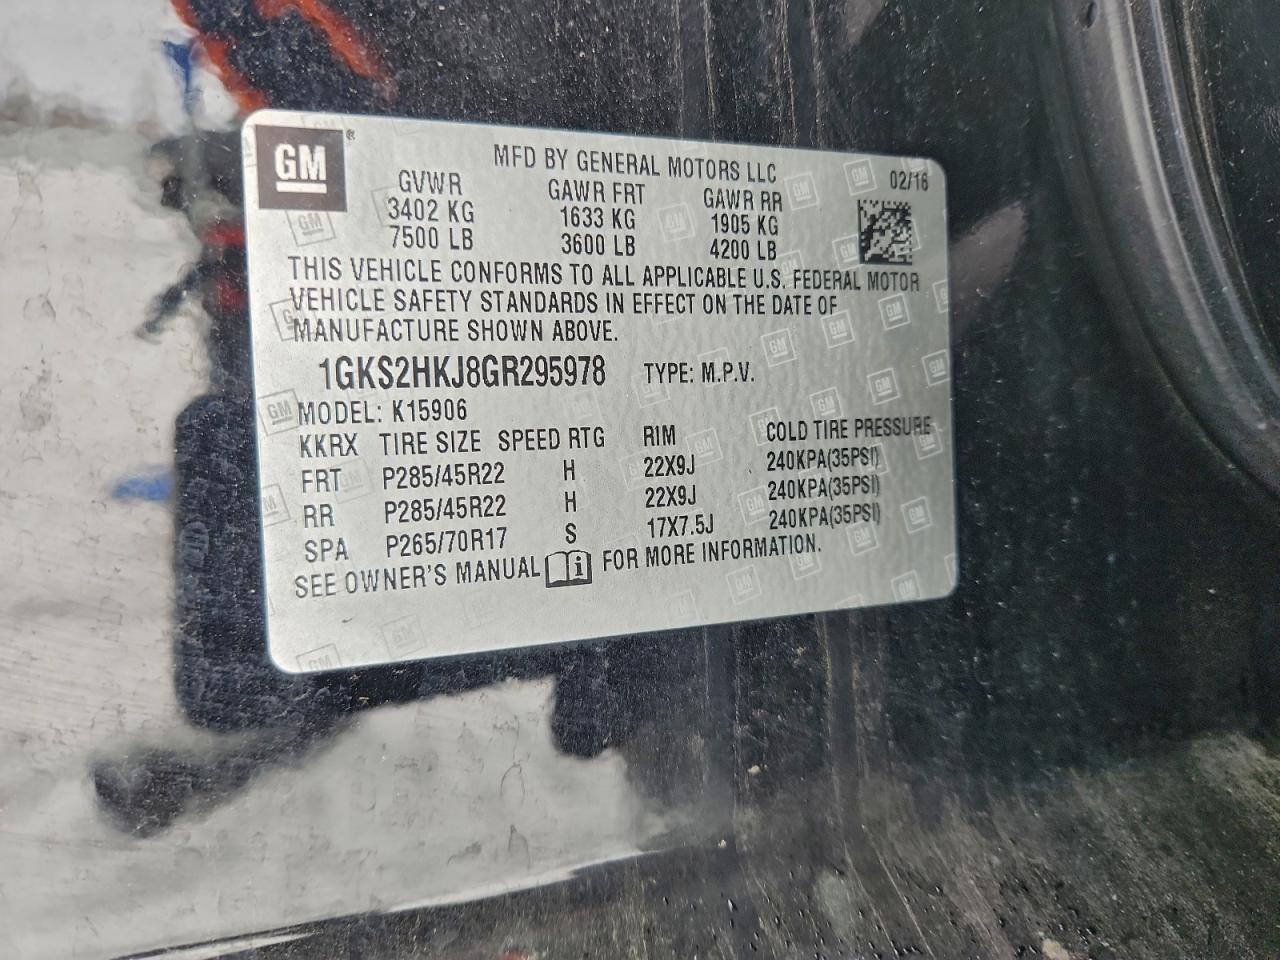 GM ®
MFD BY GENERAL MOTORS LLC
02/16
GVWR GAWR FRT GAWR RR
3402 KG 1633 KG 1905 KG
7500 LB 3600 LB 4200 LB
THIS VEHICLE CONFORMS TO ALL APPLICABLE U.S. FEDERAL MOTOR
VEHICLE SAFETY STANDARDS IN EFFECT ON THE DATE OF
MANUFACTURE SHOWN ABOVE.
1GKS2HKJ8GR295978 TYPE: M.P.V.
MODEL: K15906
KKRX TIRE SIZE SPEED RTG RIM COLD TIRE PRESSURE
FRT P285/45R22 H 22X9J 240KPA(35PSI)
RR P285/45R22 H 22X9J 240KPA(35PSI)
SPA P265/70R17 S 17X7.5J 240KPA(35PSI)
SEE OWNER'S MANUAL i FOR MORE INFORMATION.